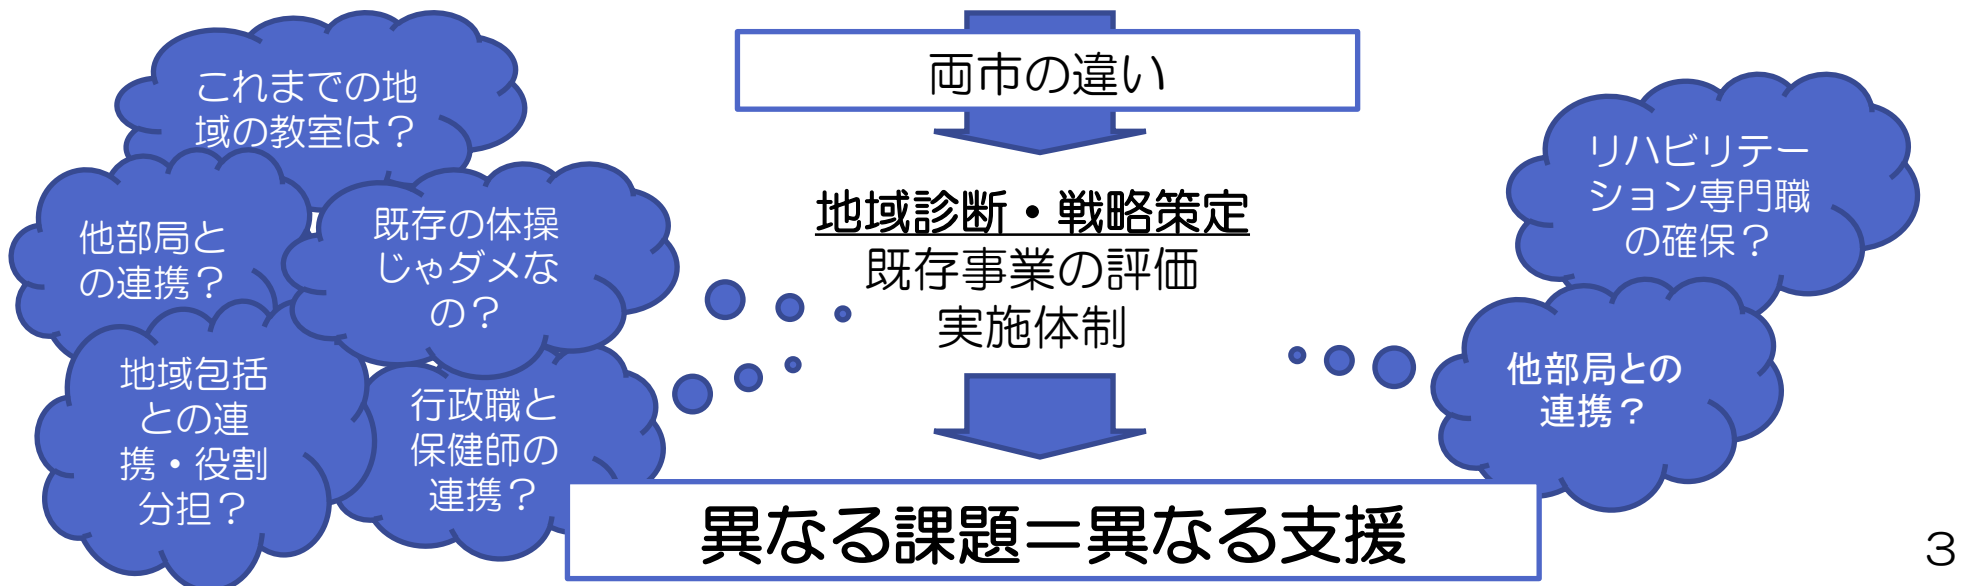 両市の違い
これまでの地
域の教室は？
他部局と
の連携？
既存の体操
じゃダメな
の？
地域包括
との連
携・役割
分担？
行政職と
保健師の
連携？
地域診断・戦略策定
既存事業の評価
実施体制
リハビリテー
ション専門職
の確保？
他部局との
連携？
異なる課題＝異なる支援
3